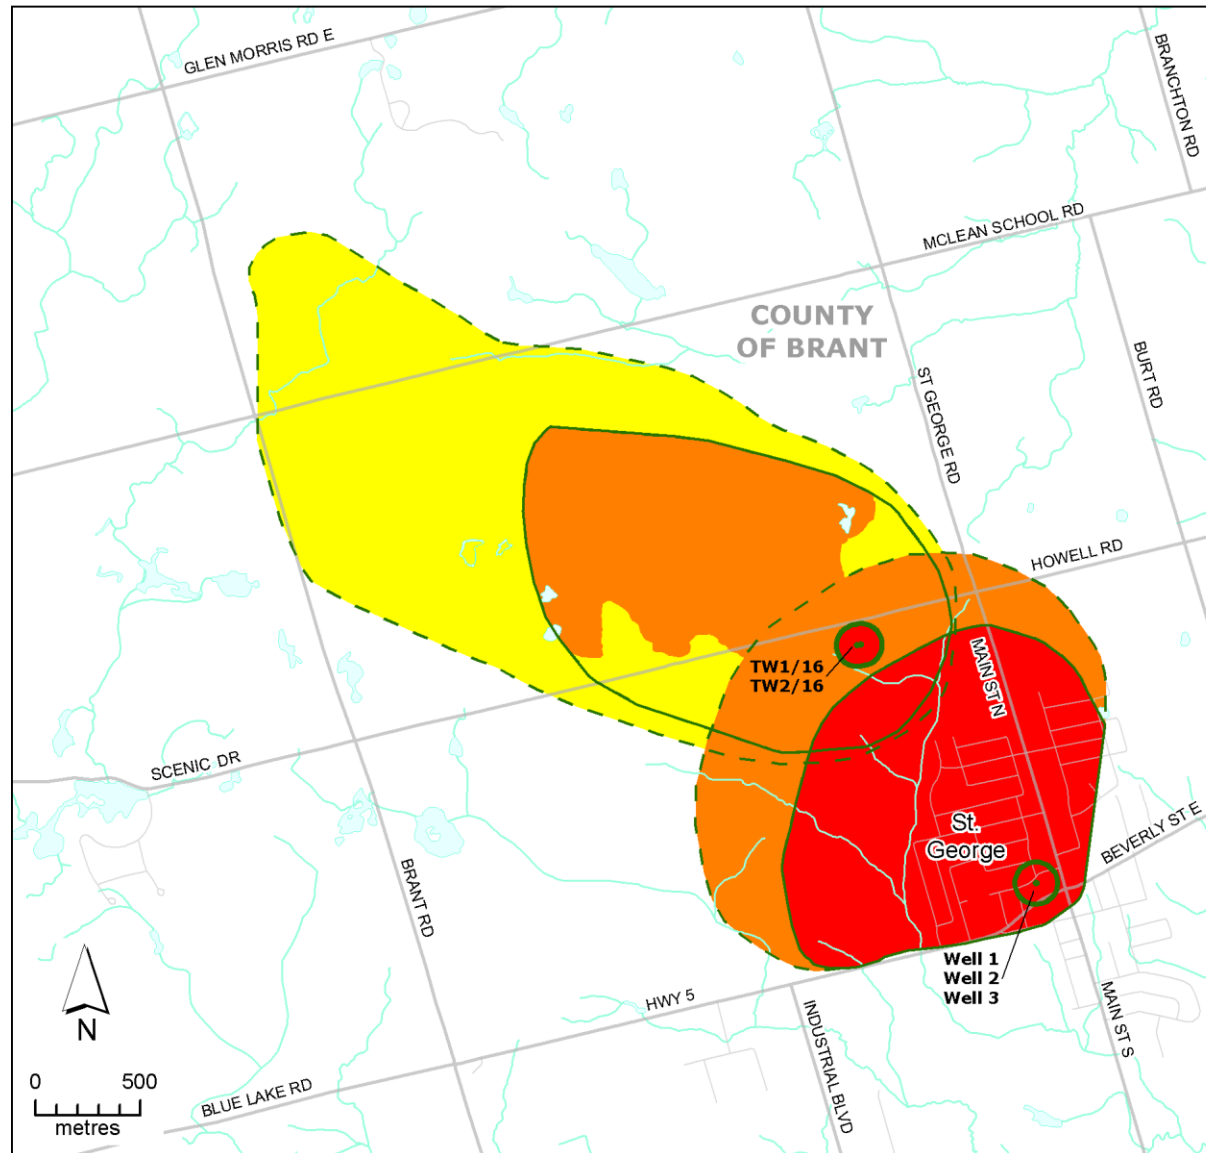 GLEN MORRIS RD E
BRANCHTON RD
MCLEAN SCHOOL RD
COUNTY
OF BRANT
BURT RD
ST GEORGE RD
HOWELL RD
TW1/16
TW2/16
MAIN ST N
SCENIC DR
St.
George
BEVERLY ST E
BRANT RD
Well 1
Well 2
Well 3
HWY 5
MAIN ST S
INDUSTRIAL BLVD
N
0 500
metres
BLUE LAKE RD